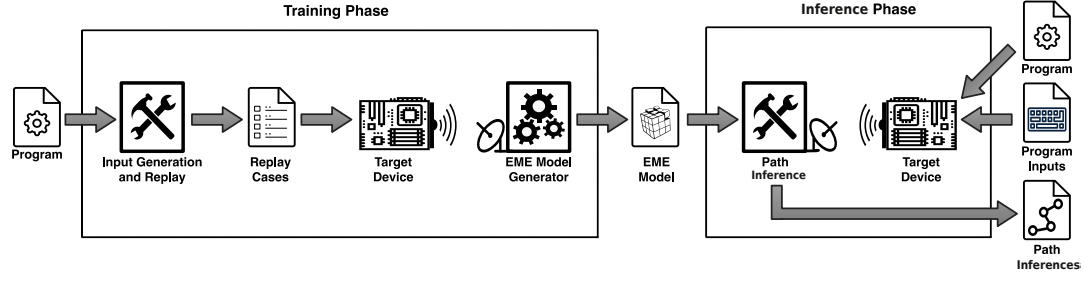 Training Phase
Inference Phase
Program
Input Generation
and Replay
Replay
Cases
Target
Device
EME Model
Generator
EME
Model
Path
Inference
Target
Device
Program
Program
Inputs
Path
Inferences